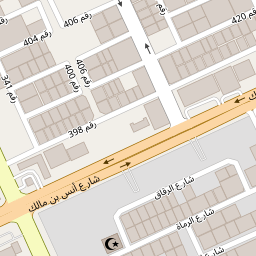 رقم 406
رقم 420
رقم 404
رقم 406
رقم 400
رقم 341
رقم 398
شارع أنس بن مالك
شارع الرفاق
شارع الرماة